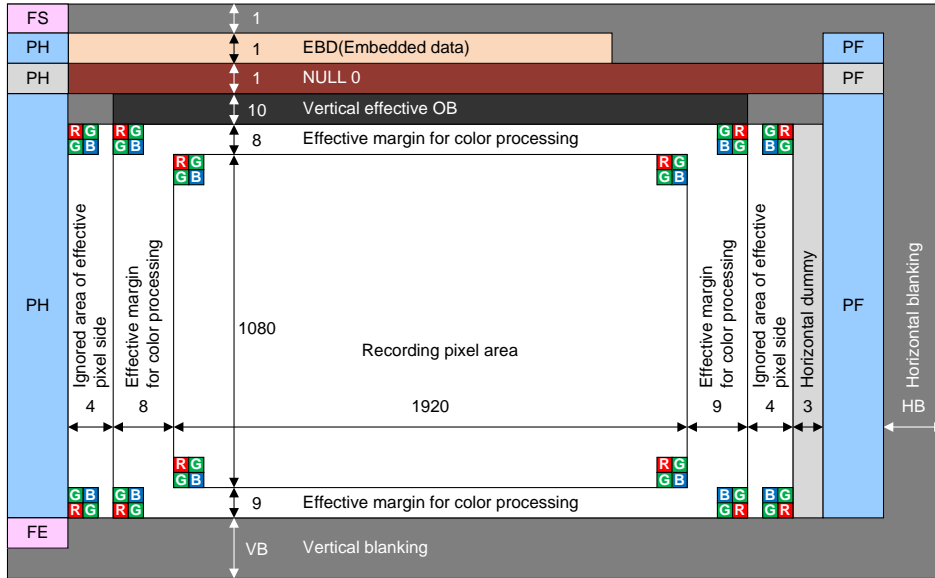 FS
1
PH
1
EBD(Embedded data)
PF
PH
1
NULL 0
PF
10
Vertical effective OB
R G
G B
R G
G B
8
Effective margin for color processing
G R
B G
G R
B G
R G
G B
R G
G B
PH
Ignored area of effective
pixel side
4
Effective margin
for color processing
8
1080
Recording pixel area
1920
Effective margin
for color processing
9
Ignored area of effective
pixel side
4
Horizontal dummy
3
PF
Horizontal blanking
HB
R G
G B
R G
G B
G B
R G
G B
R G
9
Effective margin for color processing
B G
G R
B G
G R
FE
VB
Vertical blanking